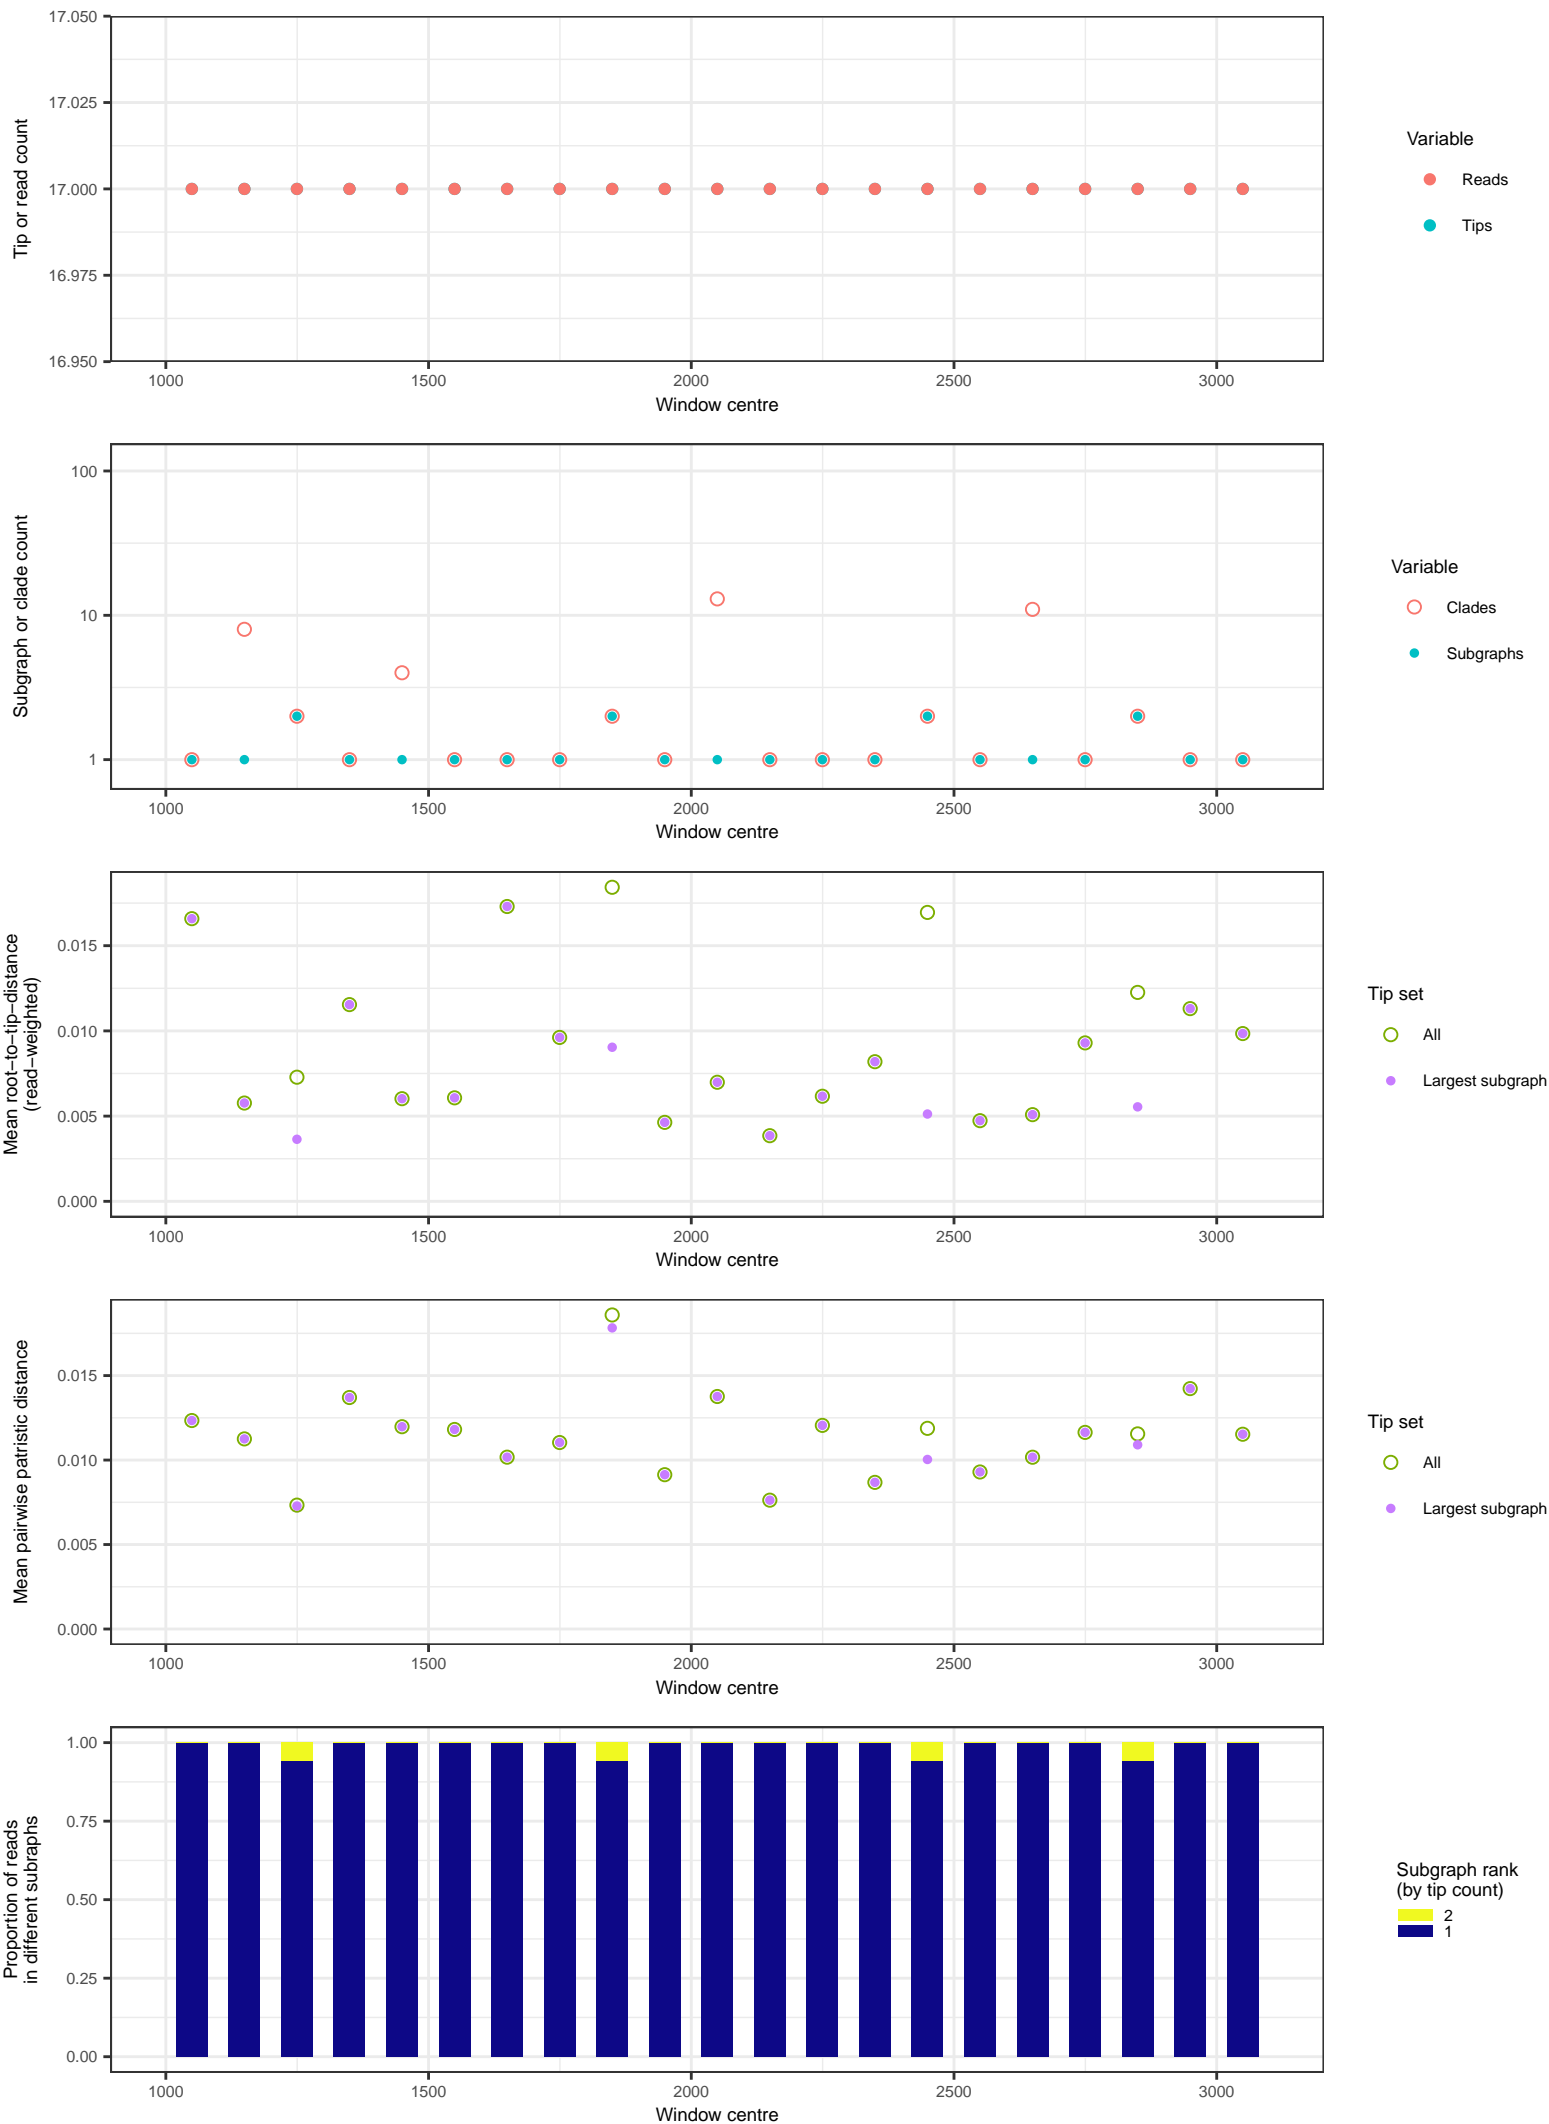 17.050
17.025
17.000
16.975
16.950
Tip or read count
1000 1500 2000 2500 3000
Window centre
Variable
Reads
Tips
100
10
1
Subgraph or clade count
1000 1500 2000 2500 3000
Window centre
Variable
Clades
Subgraphs
0.015
0.010
0.005
0.000
Mean root−to−tip−distance
(read−weighted)
1000 1500 2000 2500 3000
Window centre
Tip set
All
Largest subgraph
0.015
0.010
0.005
0.000
Mean pairwise patristic distance
1000 1500 2000 2500 3000
Window centre
Tip set
All
Largest subgraph
1.00
0.75
0.50
0.25
0.00
Proportion of reads
in different subraphs
1000 1500 2000 2500 3000
Window centre
Subgraph rank
(by tip count)
2
1